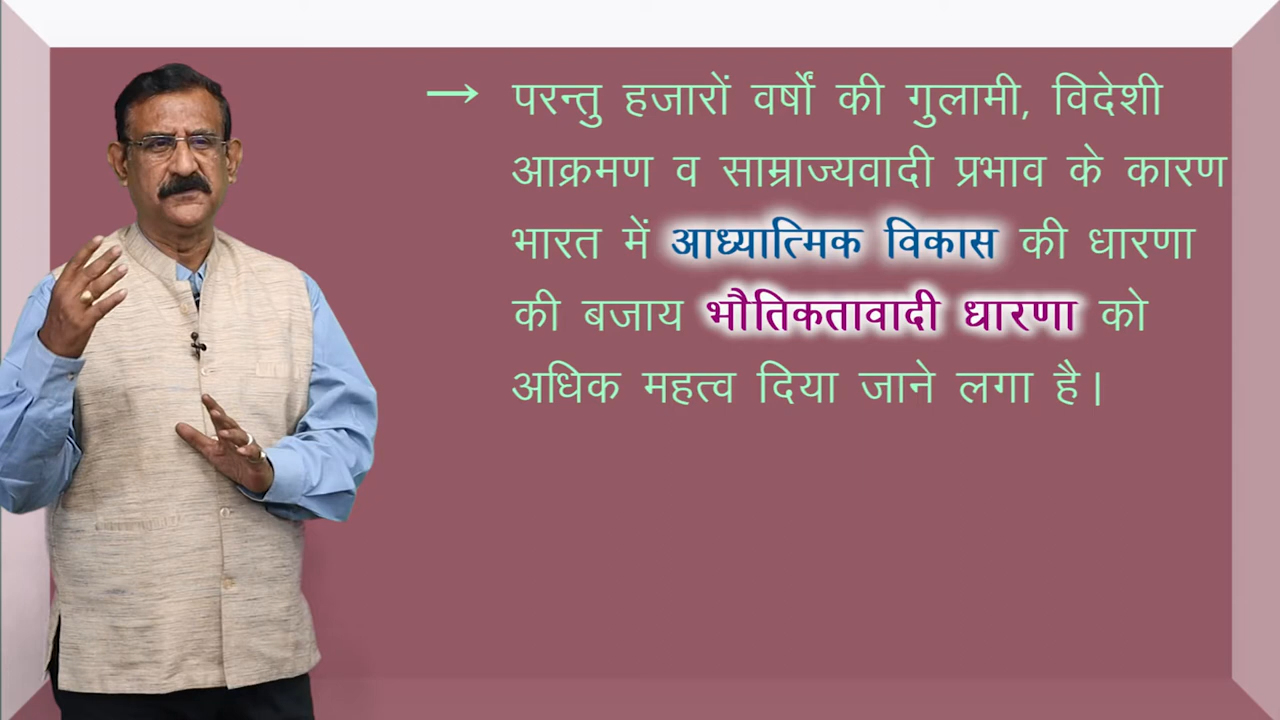 → परन्तु हजारों वर्षों की गुलामी, विदेशी
आक्रमण व साम्राज्यवादी प्रभाव के कारण
भारत में आध्यात्मिक विकास की धारणा
की बजाय भौतिकतावादी धारणा को
अधिक महत्व दिया जाने लगा है।